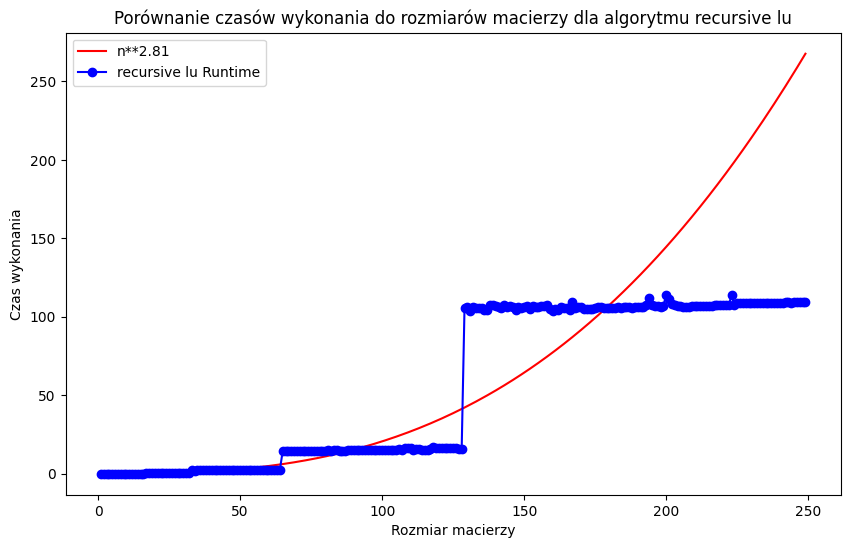 Porównanie czasów wykonania do rozmiarów macierzy dla algorytmu recursive lu
n**2.81
recursive lu Runtime
250
200
150
100
50
0
Czas wykonania
0 50 100 150 200 250
Rozmiar macierzy